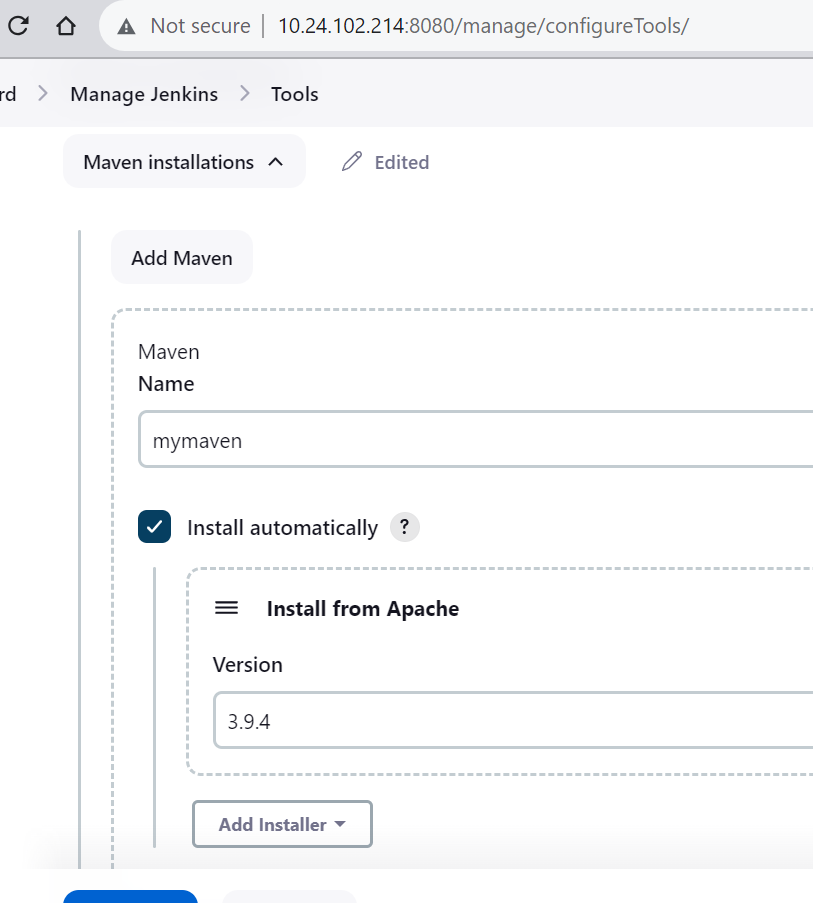 Not secure 10.24.102.214:8080/manage/configureTools/
rd Manage Jenkins Tools
Maven installations Edited
Add Maven
Maven
Name
mymaven
Install automatically ?
Install from Apache
Version
3.9.4
Add Installer